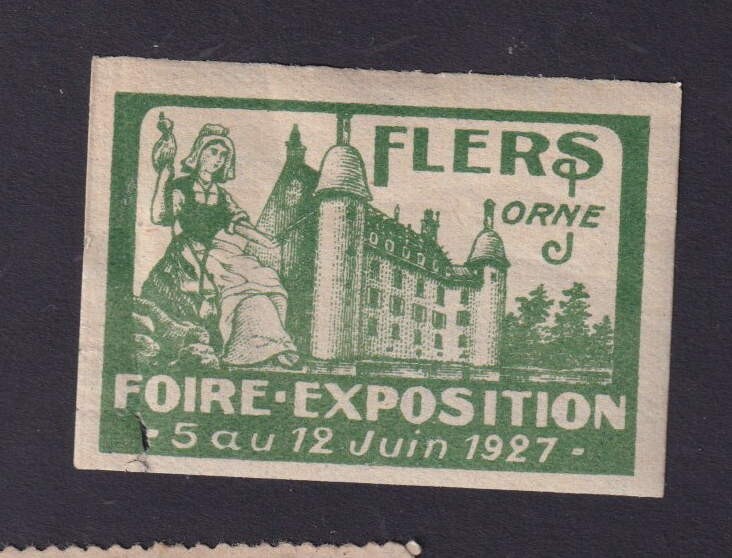 FLERS
ORNE
FOIRE-EXPOSITION
- 5 au 12 Juin 1927 -